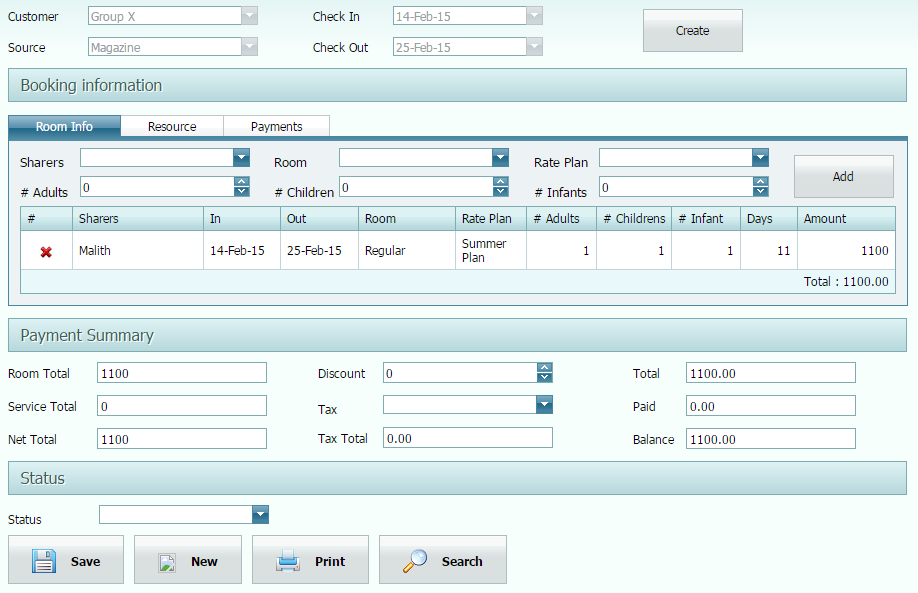 Customer Group X Check In 14-Feb-15 Create
Source Magazine Check Out 25-Feb-15
Booking information
Room Info Resource Payments
Sharers Room Rate Plan Add
# Adults 0 # Children 0 # Infants 0
# Sharers In Out Room Rate Plan # Adults # Childrens # Infant Days Amount
Malith 14-Feb-15 25-Feb-15 Regular Summer Plan 1 1 1 11 1100
Total : 1100.00
Payment Summary
Room Total 1100 Discount 0 Total 1100.00
Service Total 0 Tax Paid 0.00
Net Total 1100 Tax Total 0.00 Balance 1100.00
Status
Status
Save New Print Search